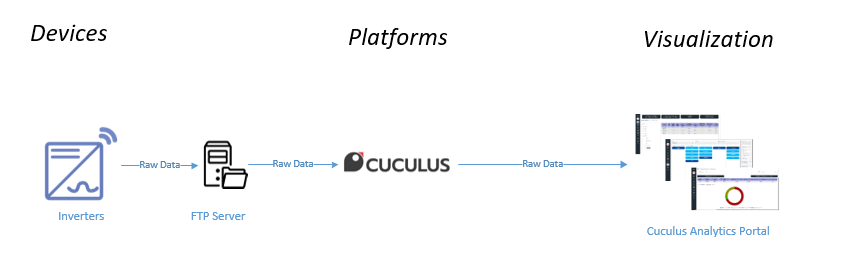 Devices
Platforms
Visualization
Raw Data
Raw Data
CUCULUS
Raw Data
Inverters
FTP Server
Cuculus Analytics Portal